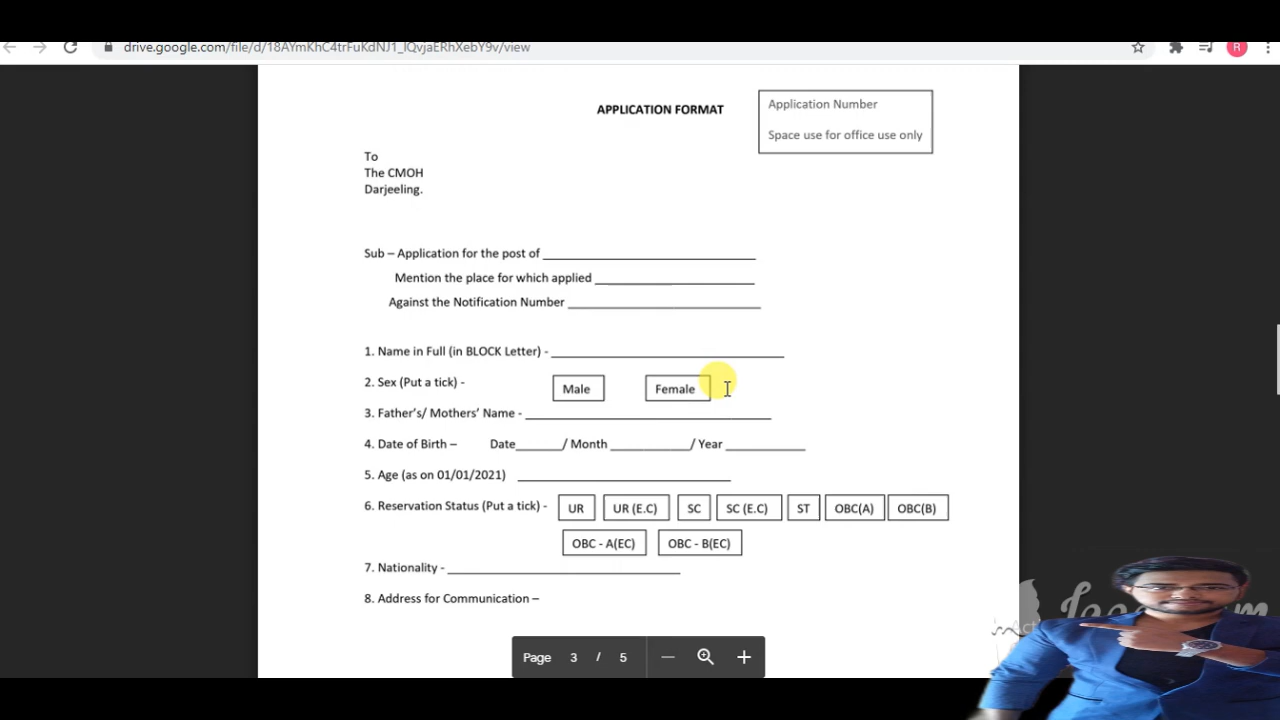 drive.google.com/file/d/18AYmKhC4trFuKdNJ1_IQvjaERhXebY9v/view
R
APPLICATION FORMAT
Application Number
Space use for office use only
To
The CMOH
Darjeeling.
Sub – Application for the post of
Mention the place for which applied
Against the Notification Number
1. Name in Full (in BLOCK Letter) -
2. Sex (Put a tick) - Male Female
3. Father's/ Mothers' Name -
4. Date of Birth – Date / Month / Year
5. Age (as on 01/01/2021)
6. Reservation Status (Put a tick) - UR UR (E.C) SC SC (E.C) ST OBC(A) OBC(B)
OBC - A(EC) OBC - B(EC)
7. Nationality -
8. Address for Communication –
Page 3 / 5